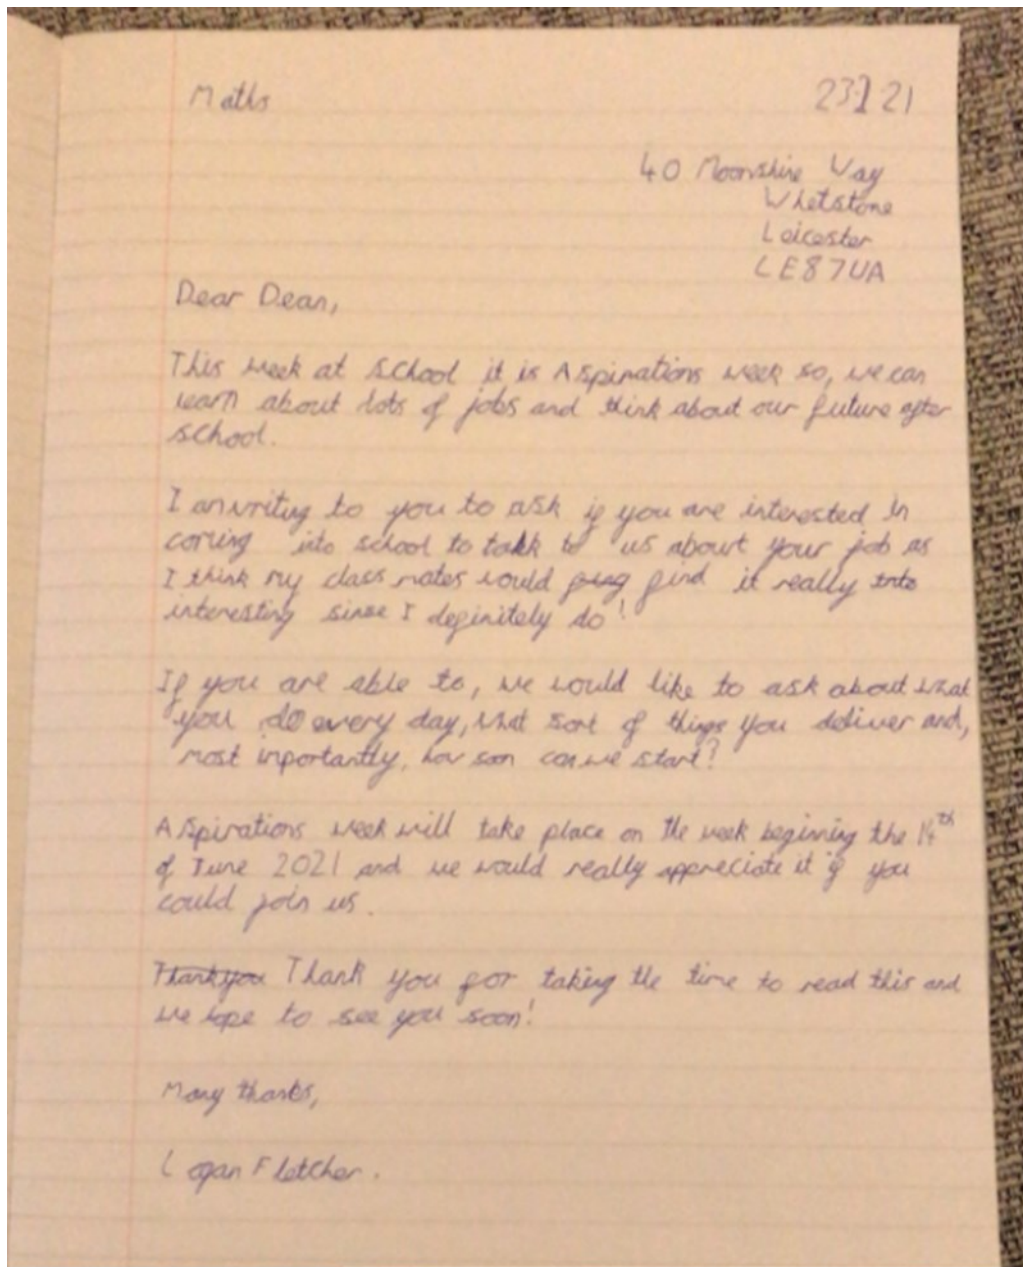 Maths 23 21
40 Moonshine Way
Whetstone
Leicester
LE8 7UA
Dear Dean,
This week at school it is Aspirations week so, we can
learn about lots of jobs and think about our future after
school.
I am writing to you to ask if you are interested in
coming into school to talk to us about your job as
I think my class mates would find it really
interesting since I definitely do!
If you are able to, we would like to ask about what
you do every day, what sort of things you deliver and,
most importantly, how soon can we start?
Aspirations week will take place on the week beginning the 14th
of June 2021 and we would really appreciate it if you
could join us.
Thankyou Thank you for taking the time to read this and
we hope to see you soon!
Many thanks,
Logan Fletcher.